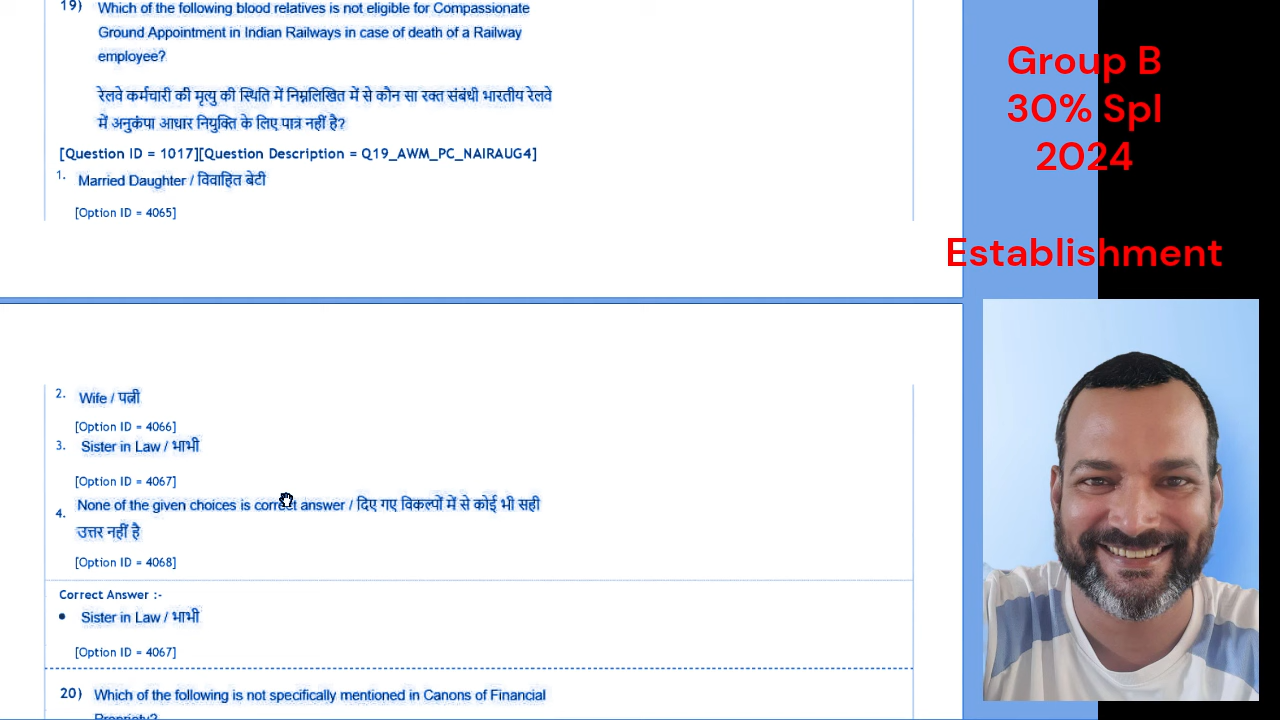 19) Which of the following blood relatives is not eligible for Compassionate
Ground Appointment in Indian Railways in case of death of a Railway
employee?
रेलवे कर्मचारी की मृत्यु की स्थिति में निम्नलिखित में से कौन सा रक्त संबंधी भारतीय रेलवे
में अनुकंपा आधार नियुक्ति के लिए पात्र नहीं है?
[Question ID = 1017][Question Description = Q19_AWM_PC_NAIRAUG4]
1. Married Daughter / विवाहित बेटी
[Option ID = 4065]
2. Wife / पत्नी
[Option ID = 4066]
3. Sister in Law / भाभी
[Option ID = 4067]
4. None of the given choices is correct answer / दिए गए विकल्पों में से कोई भी सही
उत्तर नहीं है
[Option ID = 4068]
Correct Answer :-
• Sister in Law / भाभी
[Option ID = 4067]
20) Which of the following is not specifically mentioned in Canons of Financial
Propriety?
Group B
30% Spl
2024
Establishment